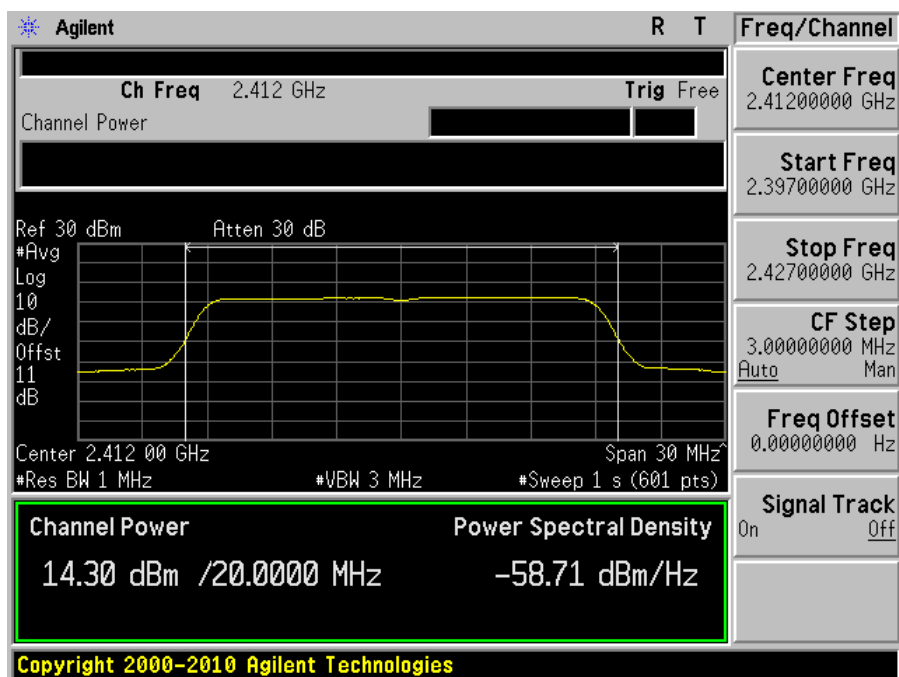 Agilent R T
Ch Freq 2.412 GHz Trig Free
Channel Power
Ref 30 dBm Atten 30 dB
#Avg
Log
10
dB/
Offst
11
dB
Center 2.412 00 GHz Span 30 MHz^
#Res BW 1 MHz #VBW 3 MHz #Sweep 1 s (601 pts)
Channel Power Power Spectral Density
14.30 dBm /20.0000 MHz -58.71 dBm/Hz
Copyright 2000-2010 Agilent Technologies
Freq/Channel
Center Freq
2.41200000 GHz
Start Freq
2.39700000 GHz
Stop Freq
2.42700000 GHz
CF Step
3.00000000 MHz
Auto Man
Freq Offset
0.00000000 Hz
Signal Track
On Off